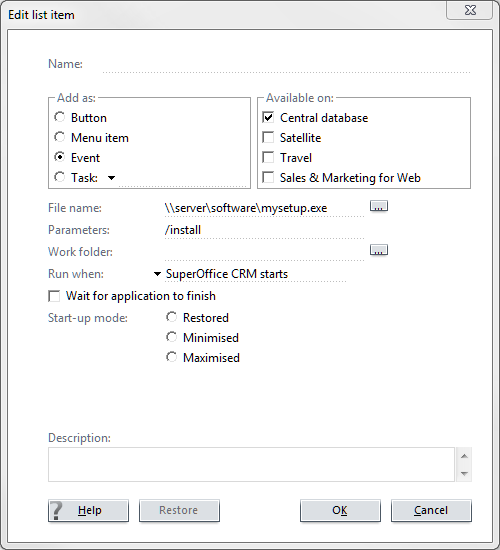 Edit list item
Name:
Add as:
Available on:
Button
Central database
Menu item
Satellite
Event
Travel
Task:
Sales & Marketing for Web
File name: \\server\software\mysetup.exe ...
Parameters: /install
Work folder: ...
Run when: SuperOffice CRM starts
Wait for application to finish
Start-up mode: Restored
Minimised
Maximised
Description:
? Help Restore OK Cancel